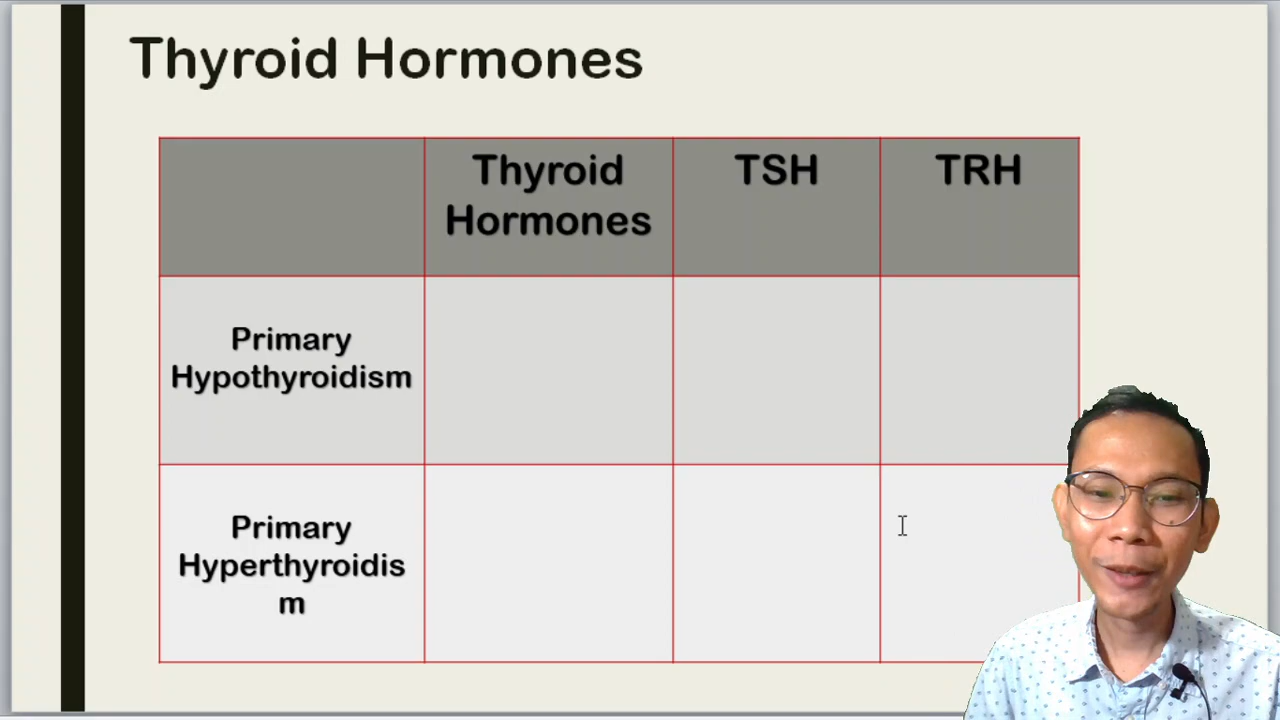 Thyroid Hormones
Thyroid
Hormones
TSH
TRH
Primary
Hypothyroidism
Primary
Hyperthyroidis
m